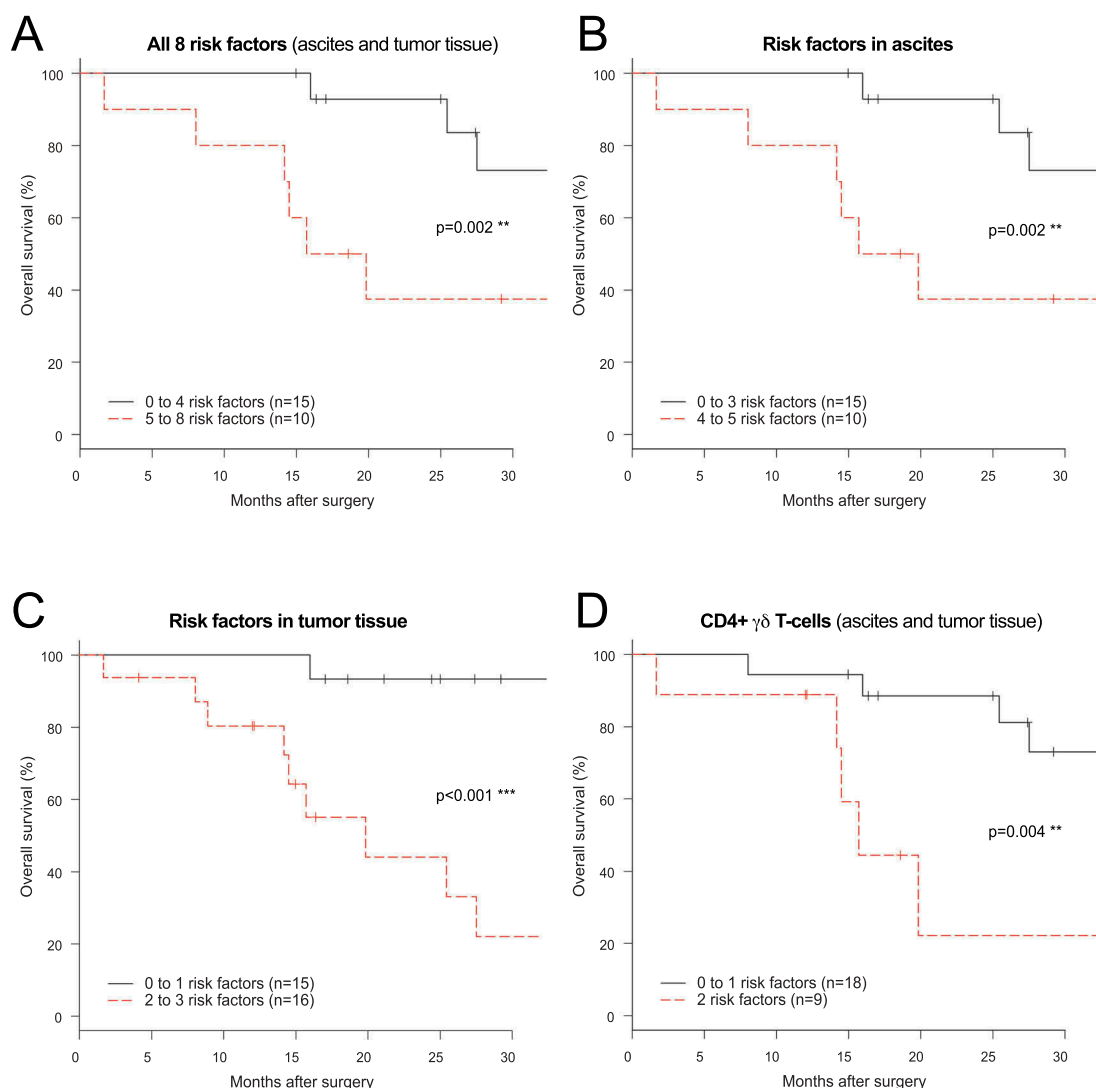 A
All 8 risk factors (ascites and tumor tissue)
100
80
60
40
20
0
Overall survival (%)
p=0.002 **
0 to 4 risk factors (n=15)
5 to 8 risk factors (n=10)
0 5 10 15 20 25 30
Months after surgery
B
Risk factors in ascites
100
80
60
40
20
0
Overall survival (%)
p=0.002 **
0 to 3 risk factors (n=15)
4 to 5 risk factors (n=10)
0 5 10 15 20 25 30
Months after surgery
C
Risk factors in tumor tissue
100
80
60
40
20
0
Overall survival (%)
p<0.001 ***
0 to 1 risk factors (n=15)
2 to 3 risk factors (n=16)
0 5 10 15 20 25 30
Months after surgery
D
CD4+ γδ T-cells (ascites and tumor tissue)
100
80
60
40
20
0
Overall survival (%)
p=0.004 **
0 to 1 risk factors (n=18)
2 risk factors (n=9)
0 5 10 15 20 25 30
Months after surgery